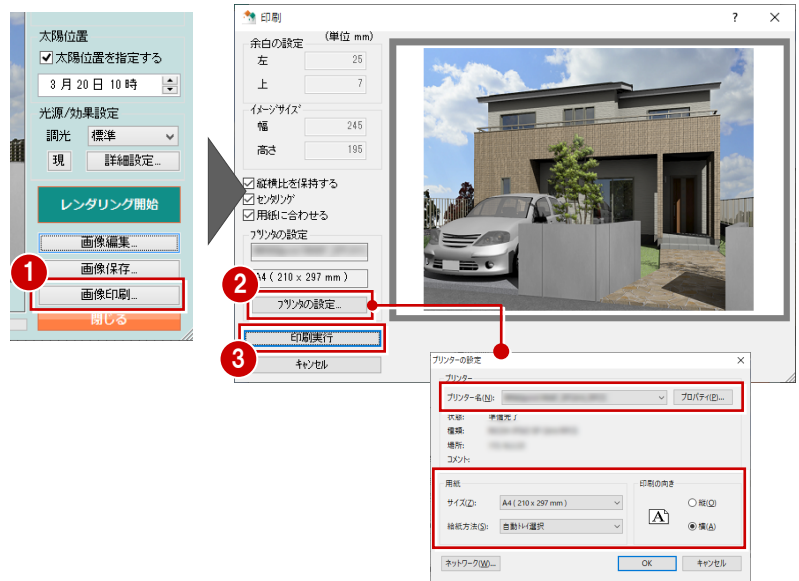 太陽位置
太陽位置を指定する
3 月 20 日 10 時
光源/効果設定
調光 標準
現 詳細設定...
レンダリング開始
画像編集...
画像保存...
1
画像印刷...
閉じる
印刷 ?
余白の設定 (単位 mm)
左 25
上 7
イメージサイズ
幅 245
高さ 195
縦横比を保持する
センタリング
用紙に合わせる
プリンタの設定
A4 ( 210 x 297 mm )
2
プリンタの設定...
印刷実行
3
キャンセル
プリンターの設定
プリンター
プリンター名(N): プロパティ(P)...
状態: 準備完了
種類:
場所:
コメント:
用紙
サイズ(Z): A4 ( 210 x 297 mm )
給紙方法(S): 自動トレイ選択
印刷の向き
A
縦(O)
横(A)
ネットワーク(W)... OK キャンセル